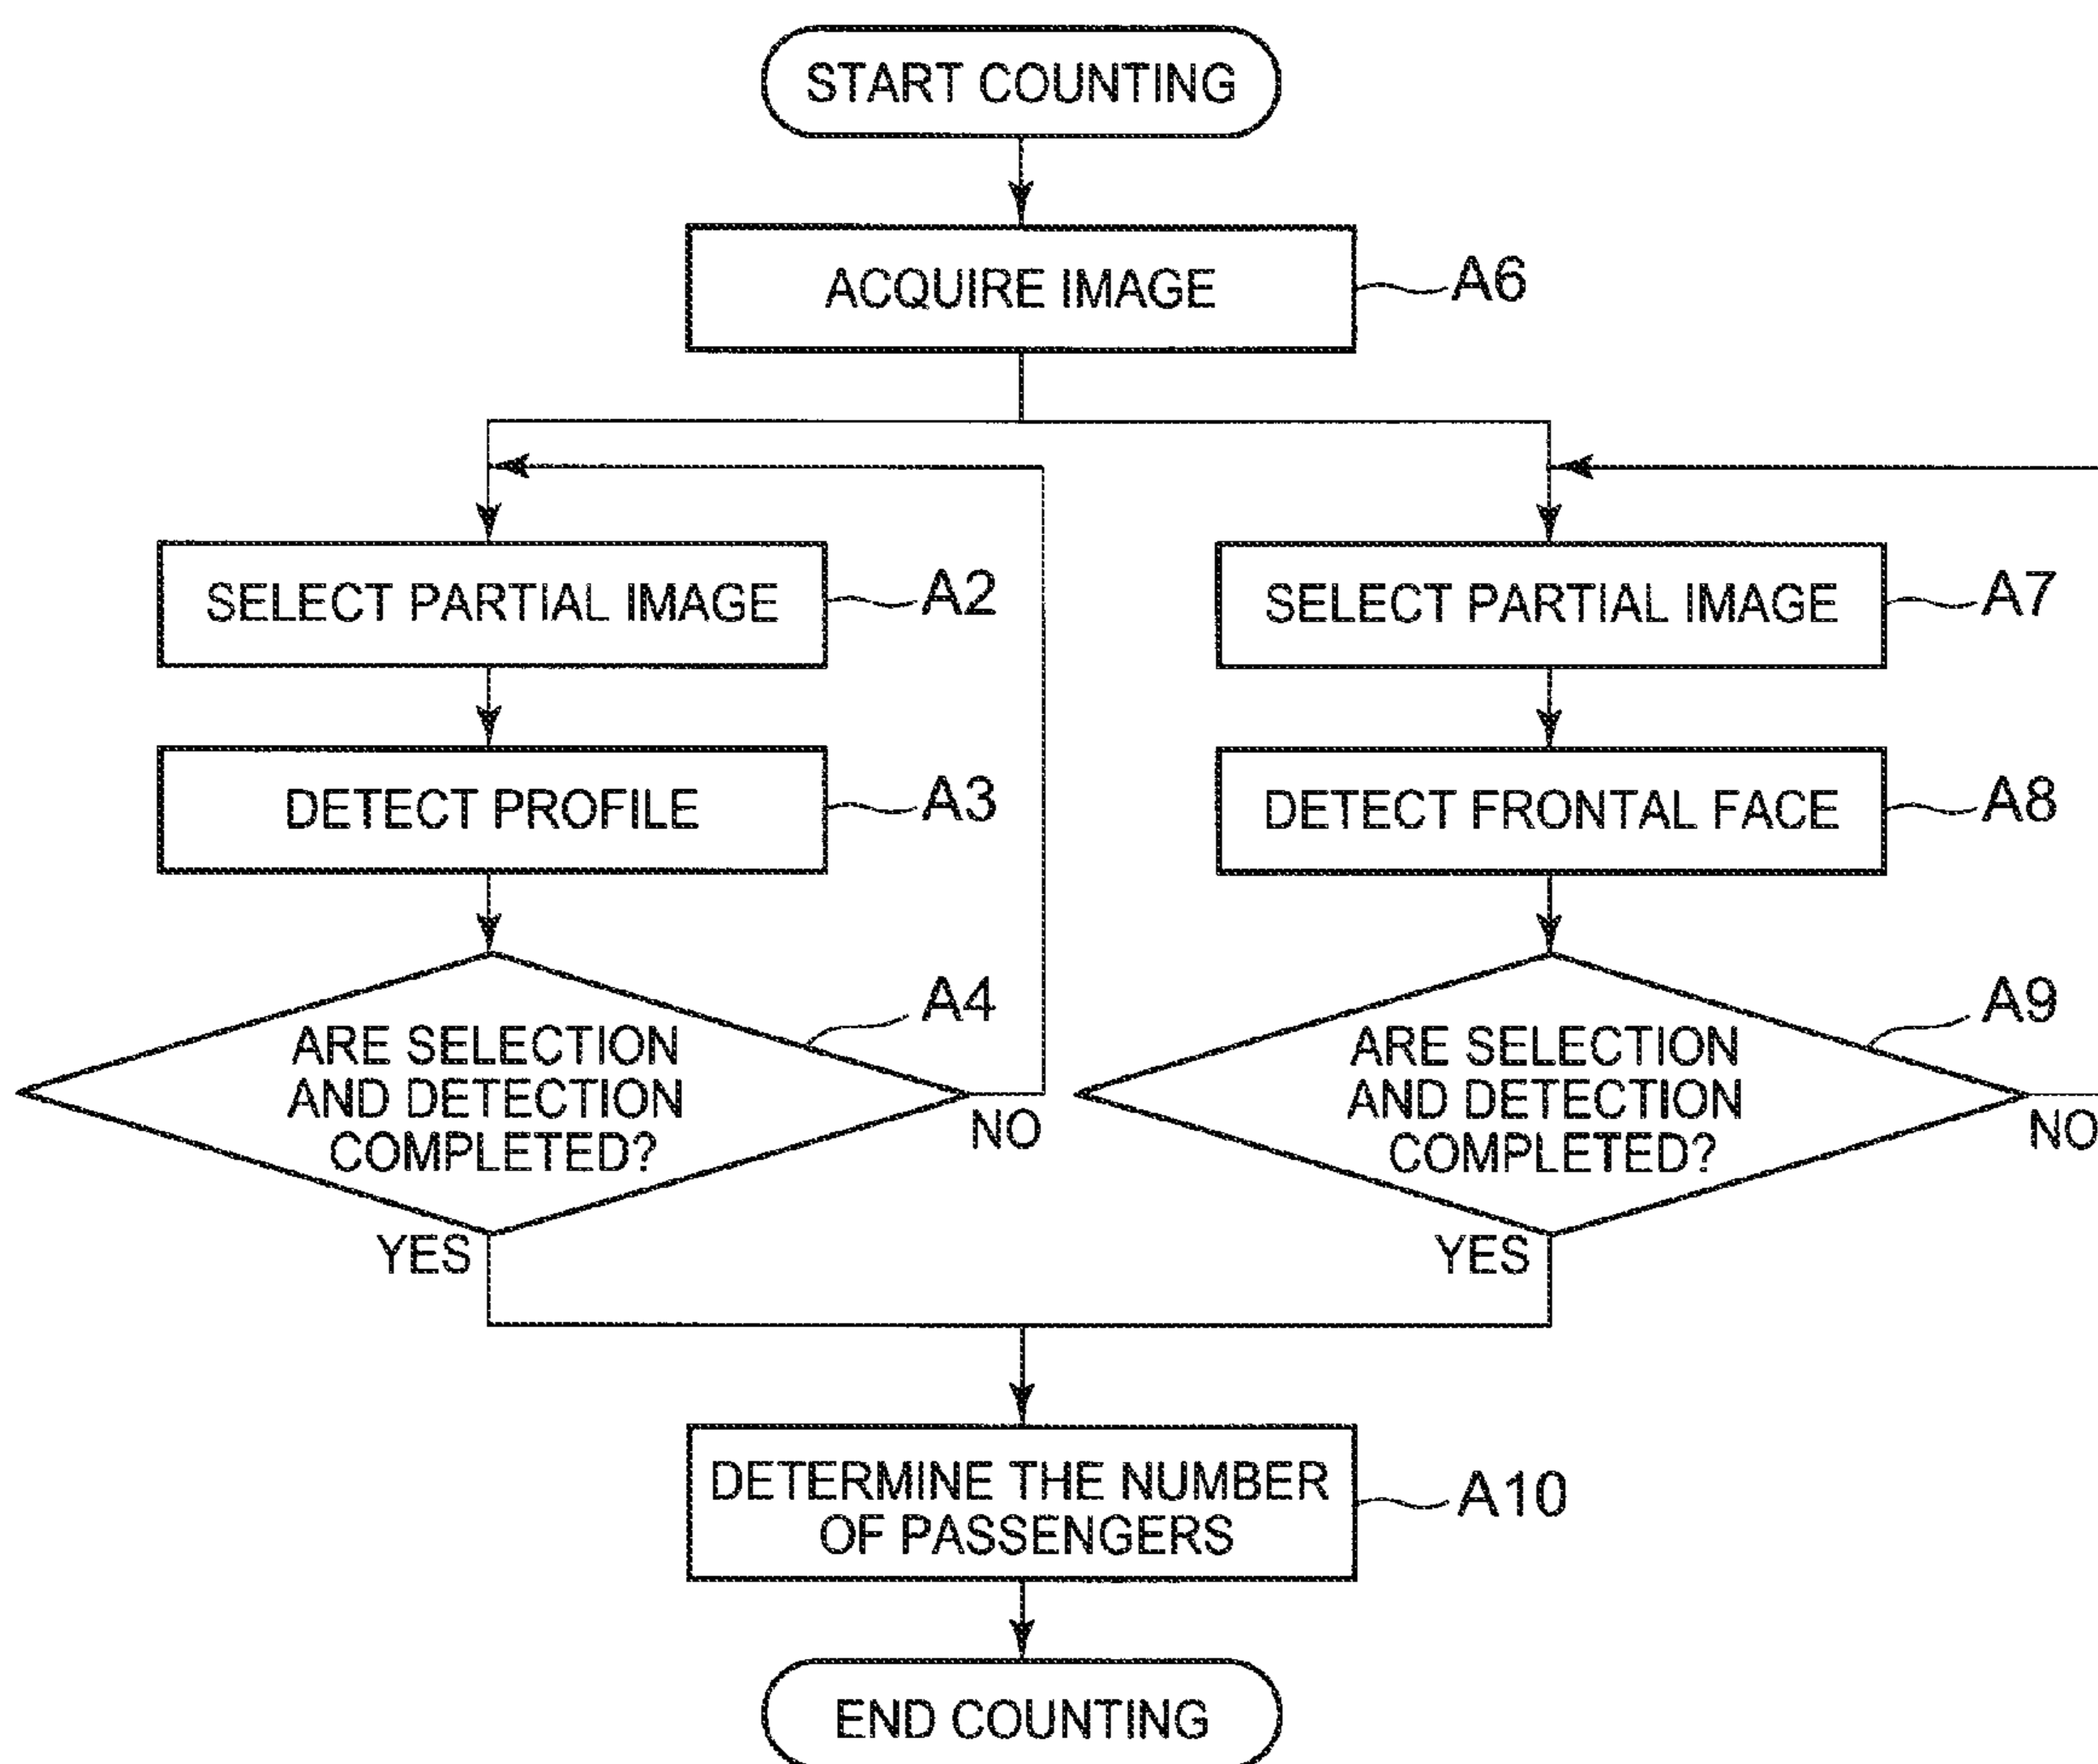 START COUNTING
ACQUIRE IMAGE
A6
SELECT PARTIAL IMAGE
A2
DETECT PROFILE
A3
ARE SELECTION
AND DETECTION
COMPLETED?
A4
NO
YES
SELECT PARTIAL IMAGE
A7
DETECT FRONTAL FACE
A8
ARE SELECTION
AND DETECTION
COMPLETED?
A9
NO
YES
DETERMINE THE NUMBER
OF PASSENGERS
A10
END COUNTING